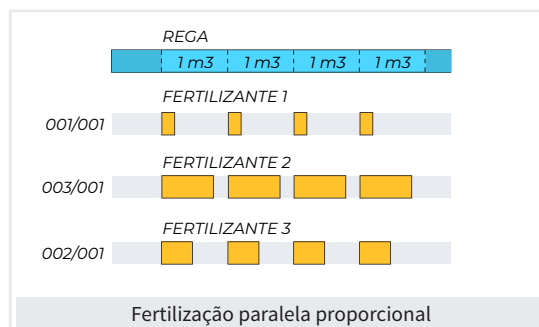 REGA
1 m3 1 m3 1 m3 1 m3
FERTILIZANTE 1
001/001
FERTILIZANTE 2
003/001
FERTILIZANTE 3
002/001
Fertilização paralela proporcional